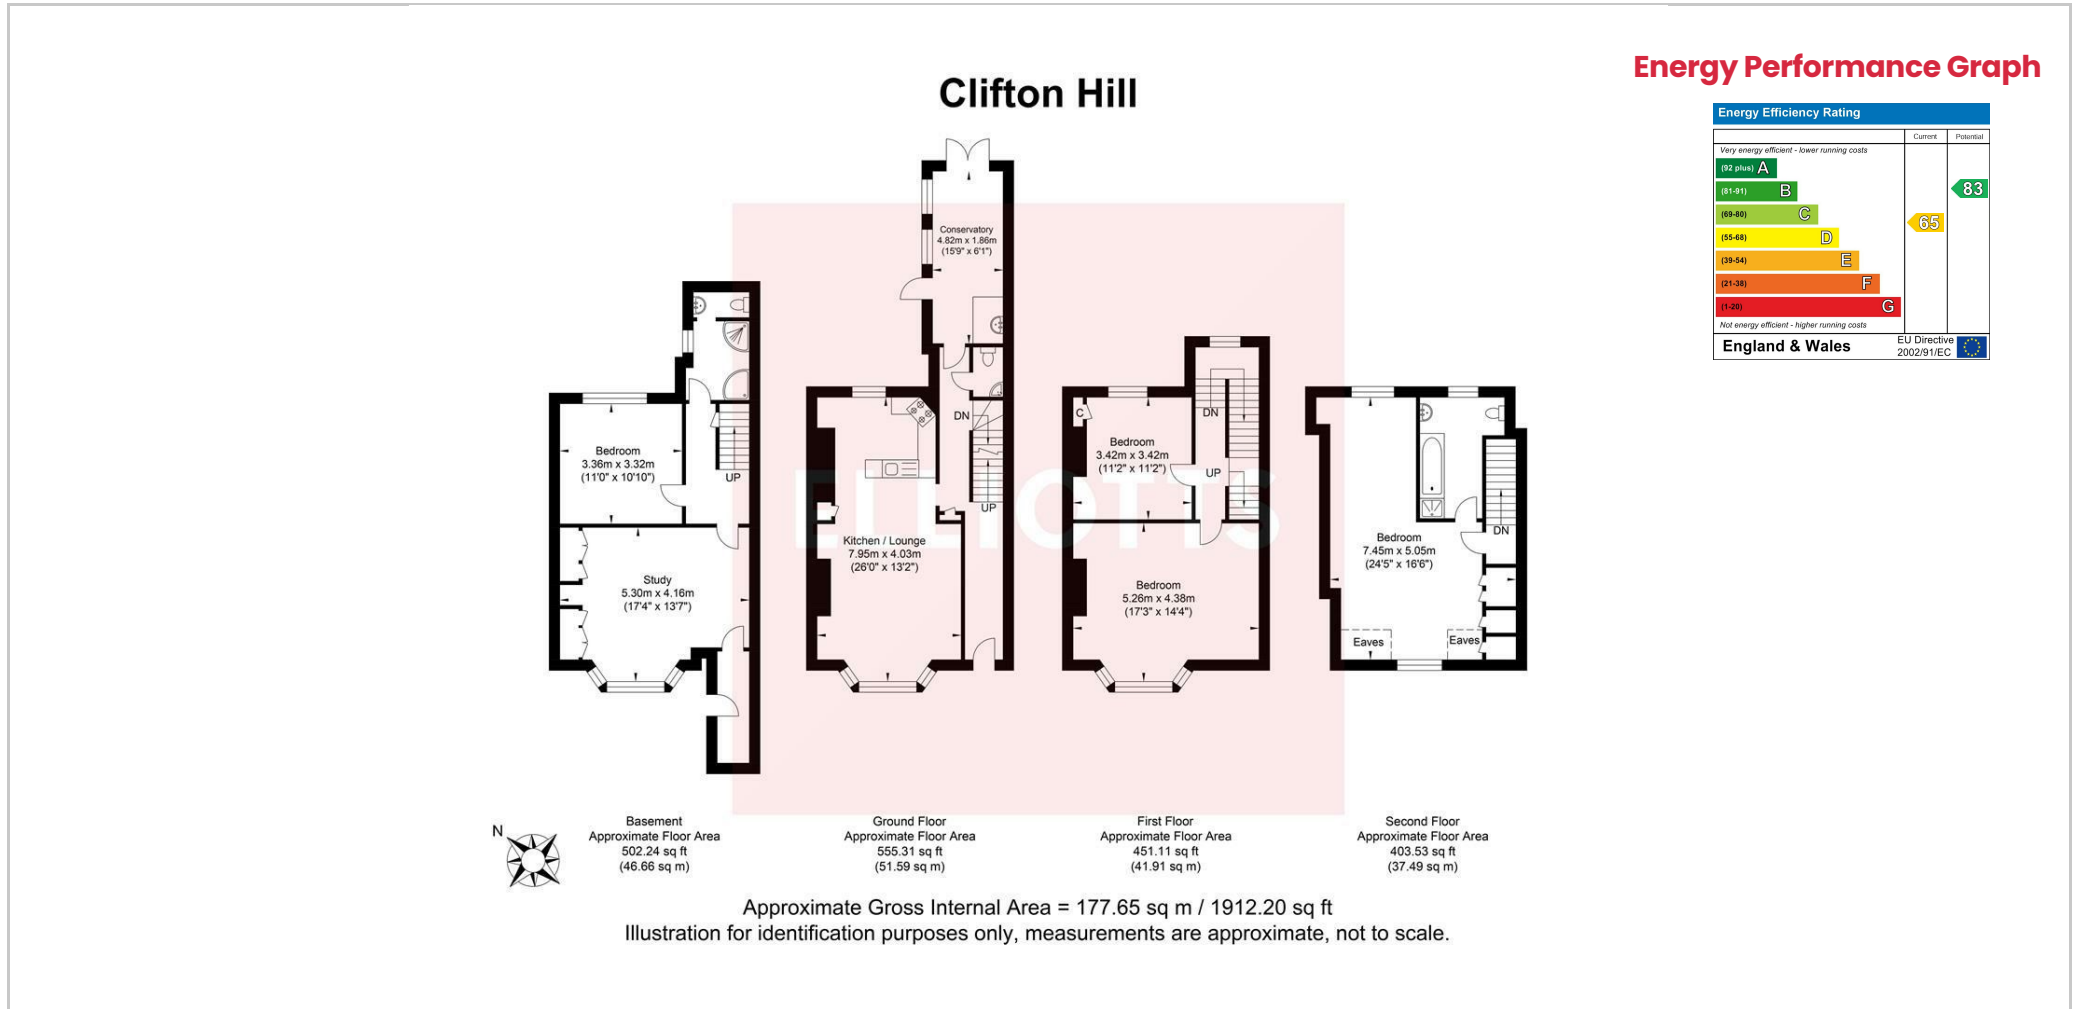 Energy Performance Graph
Clifton Hill
Energy Efficiency Rating
Current
Potential
Very energy efficient - lower running costs
(92 plus) A
(81-91) B
(69-80) C
(55-68) D
(39-54) E
(21-38) F
(1-20) G
83
65
Not energy efficient - higher running costs
England & Wales
EU Directive
2002/91/EC
Conservatory
4.82m x 1.86m
(15'9" x 6'1")
Bedroom
3.36m x 3.32m
(11'0" x 10'10")
UP
Study
5.30m x 4.16m
(17'4" x 13'7")
DN
UP
Kitchen / Lounge
7.95m x 4.03m
(26'0" x 13'2")
C
DN
Bedroom
3.42m x 3.42m
(11'2" x 11'2")
UP
Bedroom
5.26m x 4.38m
(17'3" x 14'4")
Bedroom
7.45m x 5.05m
(24'5" x 16'6")
DN
Eaves
Eaves
ELLIOTTS
N
Basement
Approximate Floor Area
502.24 sq ft
(46.66 sq m)
Ground Floor
Approximate Floor Area
555.31 sq ft
(51.59 sq m)
First Floor
Approximate Floor Area
451.11 sq ft
(41.91 sq m)
Second Floor
Approximate Floor Area
403.53 sq ft
(37.49 sq m)
Approximate Gross Internal Area = 177.65 sq m / 1912.20 sq ft
Illustration for identification purposes only, measurements are approximate, not to scale.